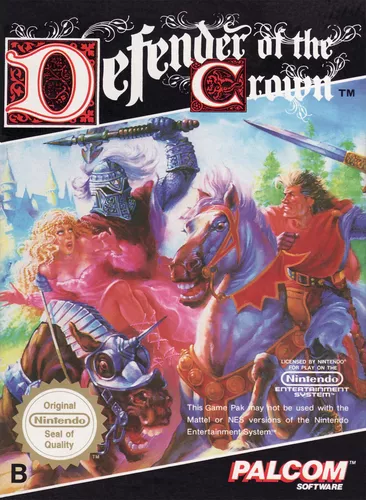 Defender of the
Crown™
LICENSED BY NINTENDO®
FOR PLAY ON THE
Nintendo®
ENTERTAINMENT
SYSTEM™
This Game Pak may not be used with the
Mattel or NES versions of the Nintendo
Entertainment System.
Original
Nintendo®
Seal of
Quality
TM
B
PALCOM
SOFTWARE